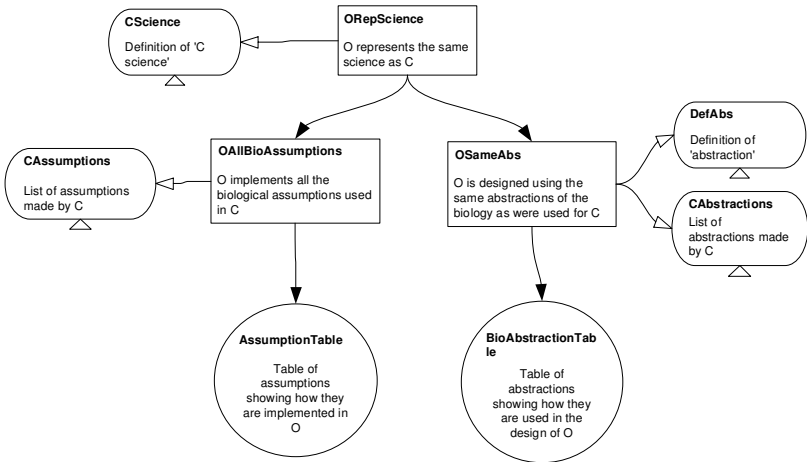 CScience
Definition of 'C
science'
ORepScience
O represents the same
science as C
CAssumptions
List of assumptions
made by C
OAllBioAssumptions
O implements all the
biological assumptions used
in C
OSameAbs
O is designed using the
same abstractions of the
biology as were used for C
DefAbs
Definition of
'abstraction'
CAbstractions
List of
abstractions made
by C
AssumptionTable
Table of
assumptions
showing how they
are implemented in
O
BioAbstractionTab
le
Table of
abstractions
showing how they
are used in the
design of O